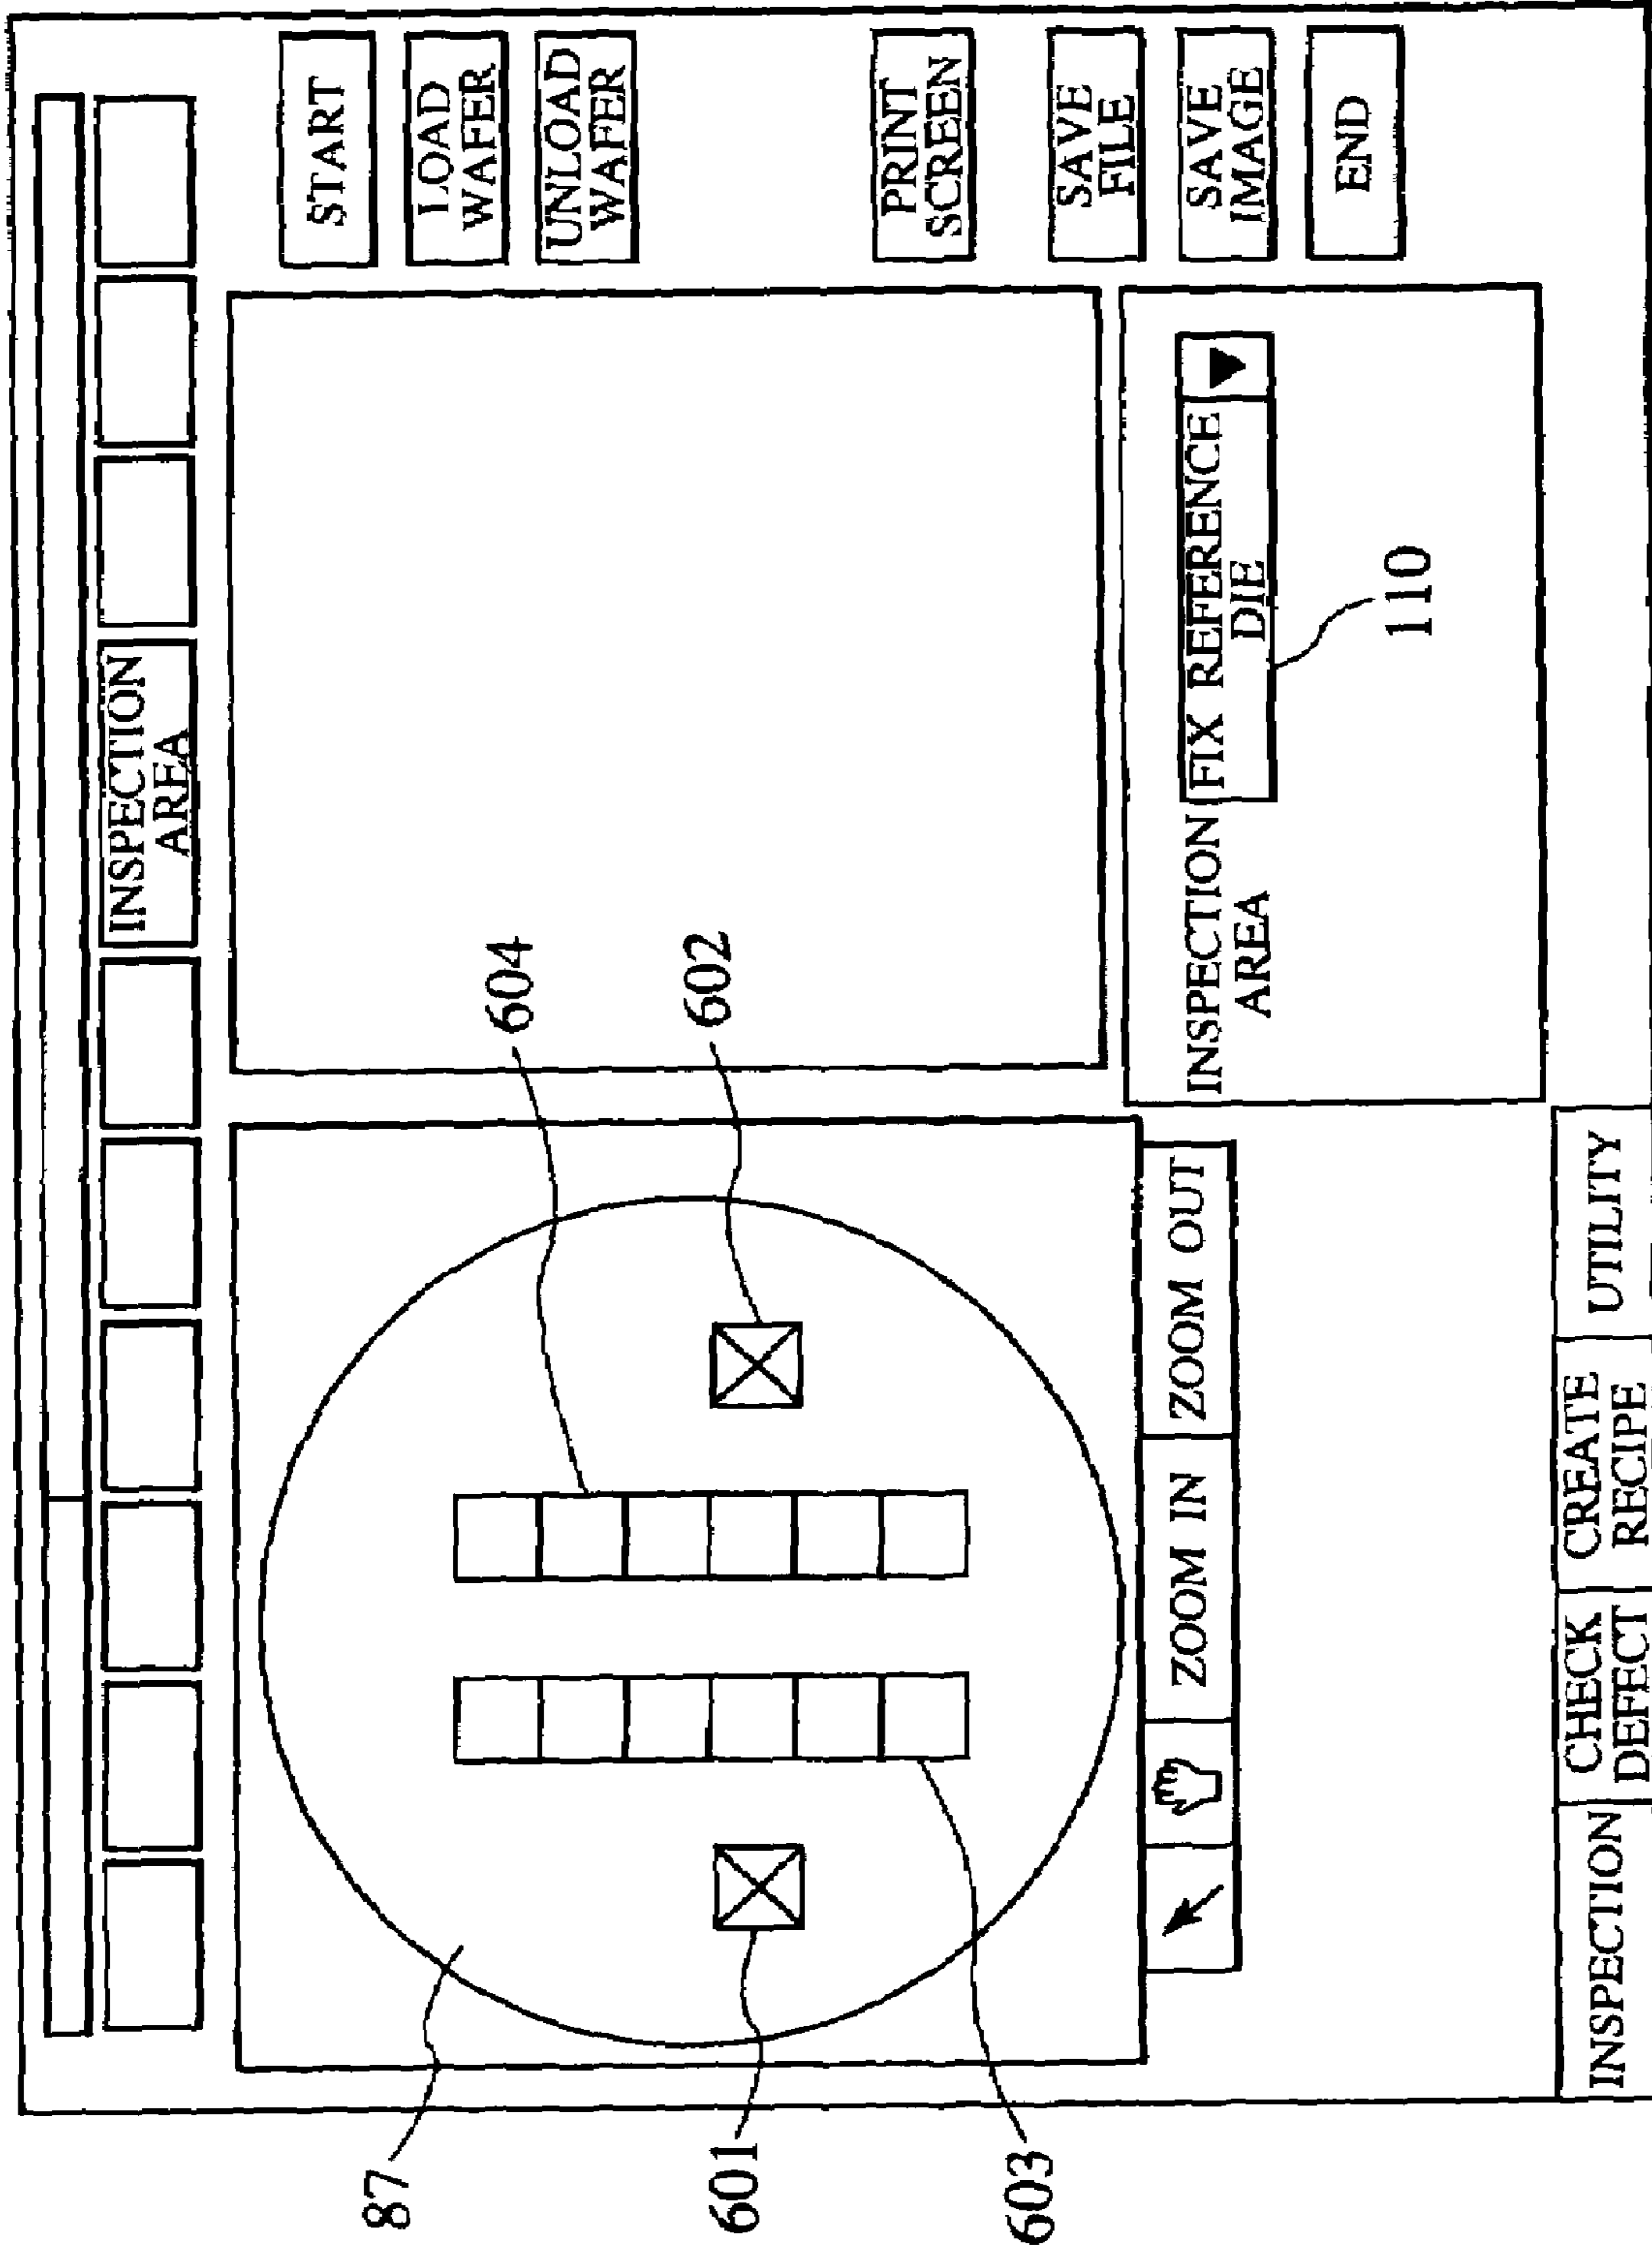 INSPECTION
AREA
START
LOAD
WAFER
UNLOAD
WAFER
PRINT
SCREEN
SAVE
FILE
SAVE
IMAGE
END
87
601
603
604
602
ZOOM IN
ZOOM OUT
INSPECTION
AREA
FIX REFERENCE
DIE
110
INSPECTION
CHECK
DEFECT
CREATE
RECIPE
UTILITY